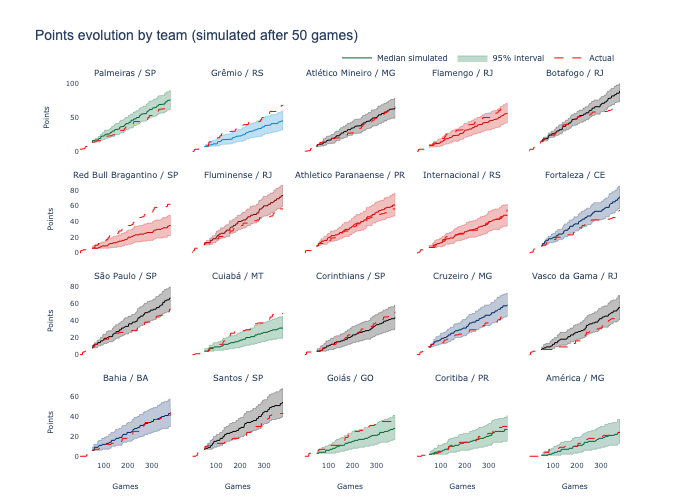 Points evolution by team (simulated after 50 games)
Median simulated 95% interval Actual
Palmeiras / SP Grêmio / RS Atlético Mineiro / MG Flamengo / RJ Botafogo / RJ
100
50
0
Points
Red Bull Bragantino / SP Fluminense / RJ Athletico Paranaense / PR Internacional / RS Fortaleza / CE
80
60
40
20
0
Points
São Paulo / SP Cuiabá / MT Corinthians / SP Cruzeiro / MG Vasco da Gama / RJ
80
60
40
20
0
Points
Bahia / BA Santos / SP Goiás / GO Coritiba / PR América / MG
60
40
20
0
Points
100 200 300 100 200 300 100 200 300 100 200 300 100 200 300
Games Games Games Games Games